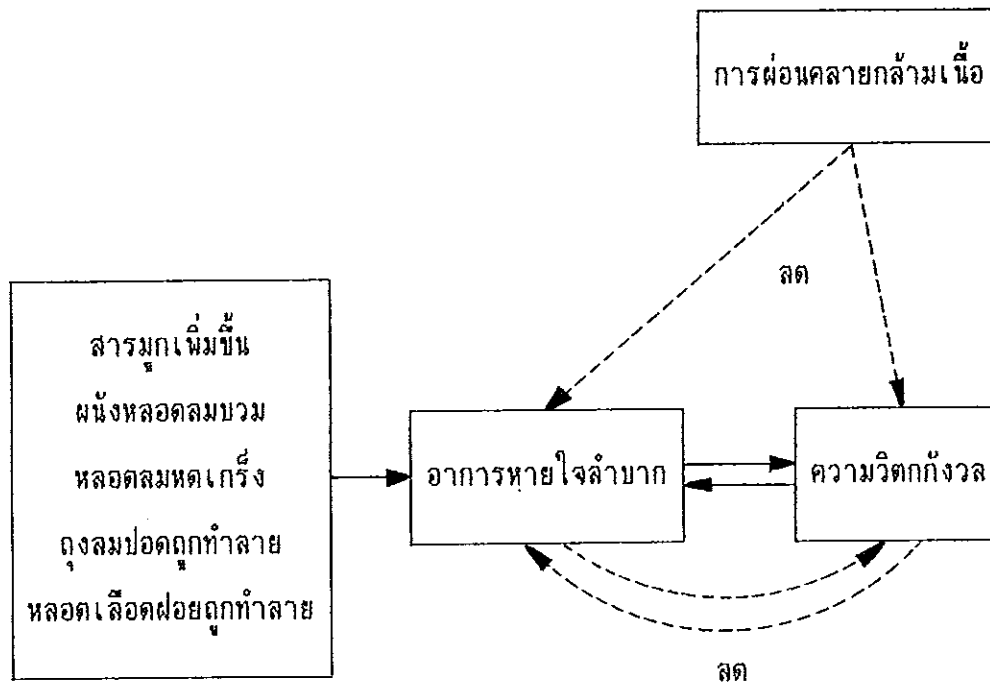 การผ่อนคลายกล้ามเนื้อ
ลด
สารมูกเพิ่มขึ้น
ผนังหลอดลมบวม
หลอดลมหดเกร็ง
ถุงลมปอดถูกทำลาย
หลอดเลือดฝอยถูกทำลาย
อาการหายใจลำบาก
ความวิตกกังวล
ลด